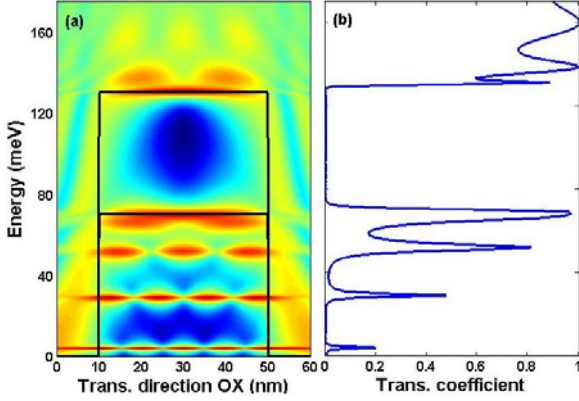 (a)
(b)
160
120
80
40
0
Energy (meV)
0 10 20 30 40 50 60
Trans. direction OX (nm)
0 0.2 0.4 0.6 0.8 1
Trans. coefficient